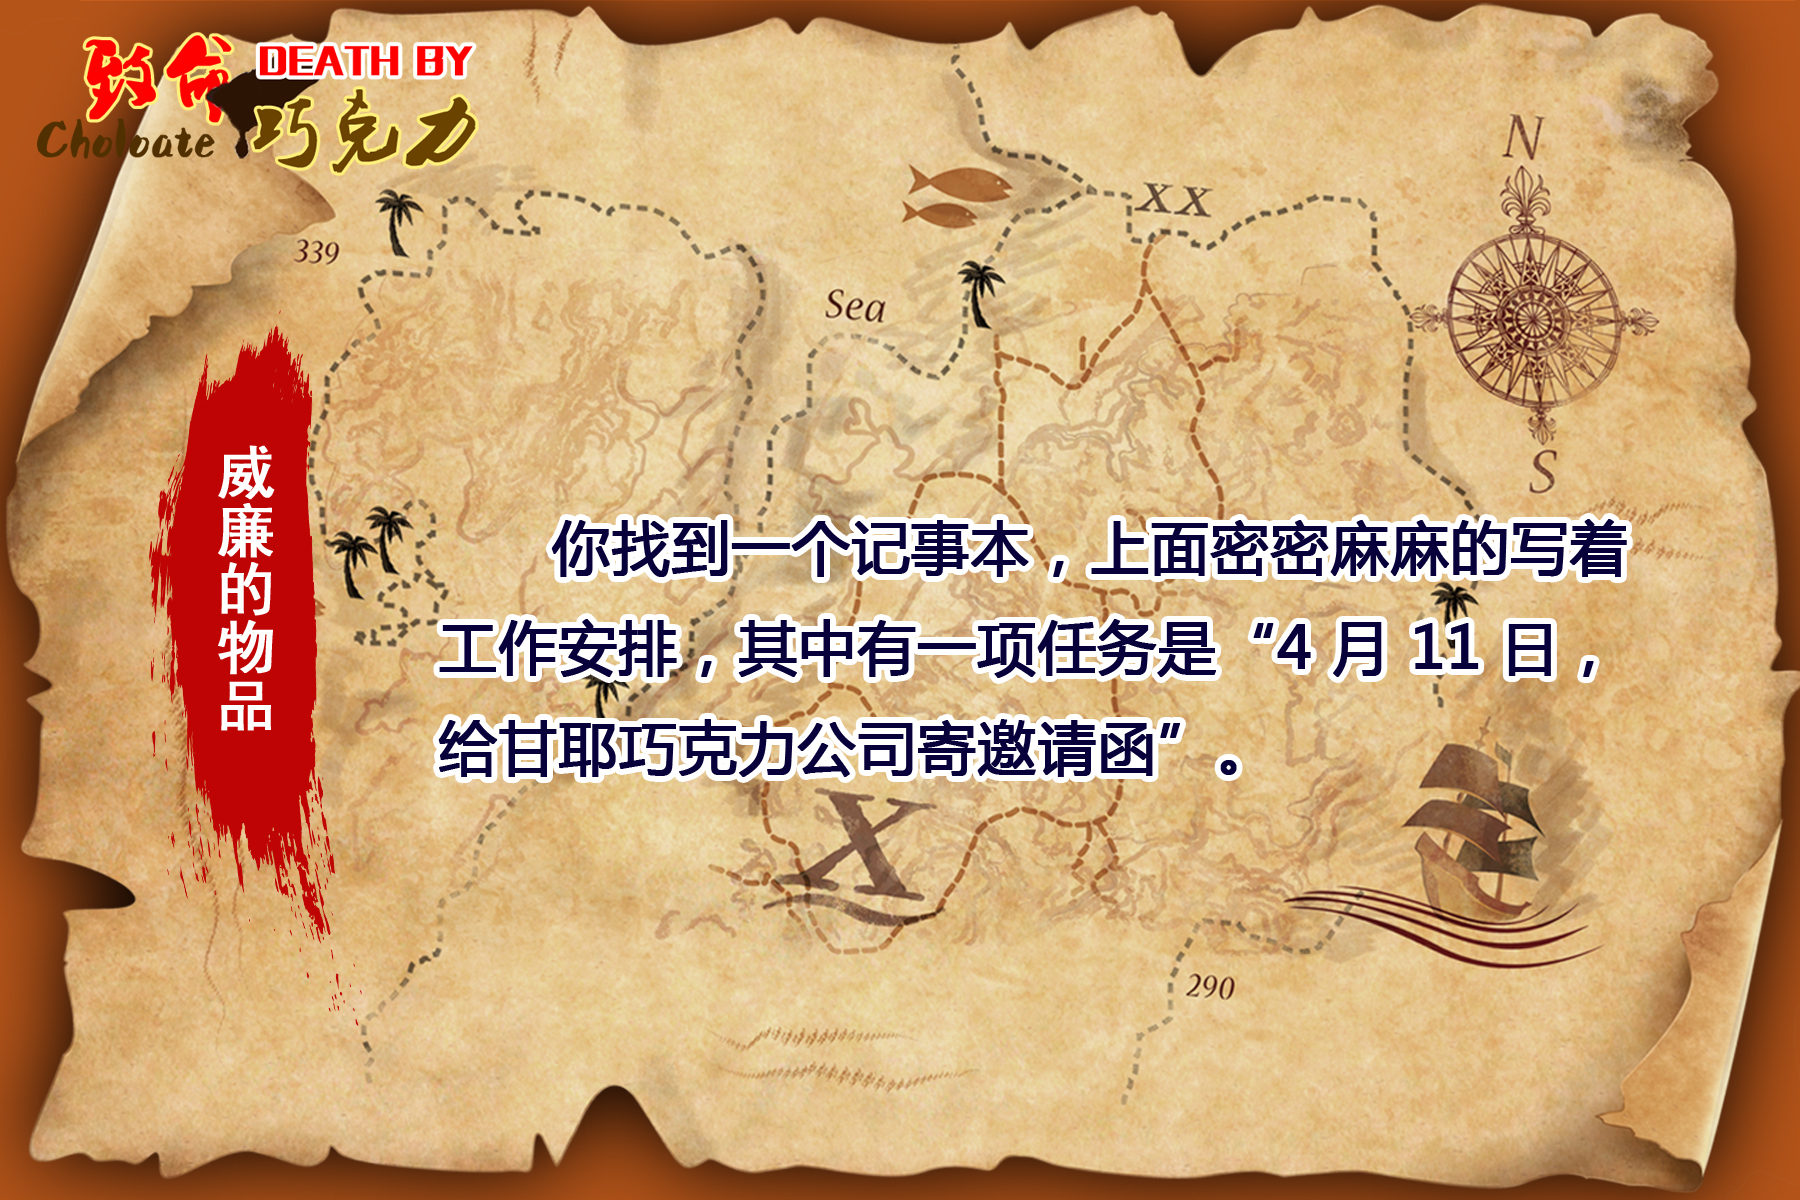 致命 DEATH BY
Choloate 巧克力
N
XX
339
Sea
S
威廉的物品
你找到一个记事本，上面密密麻麻的写着
工作安排，其中有一项任务是“4 月 11 日，
给甘耶巧克力公司寄邀请函”。
X
290